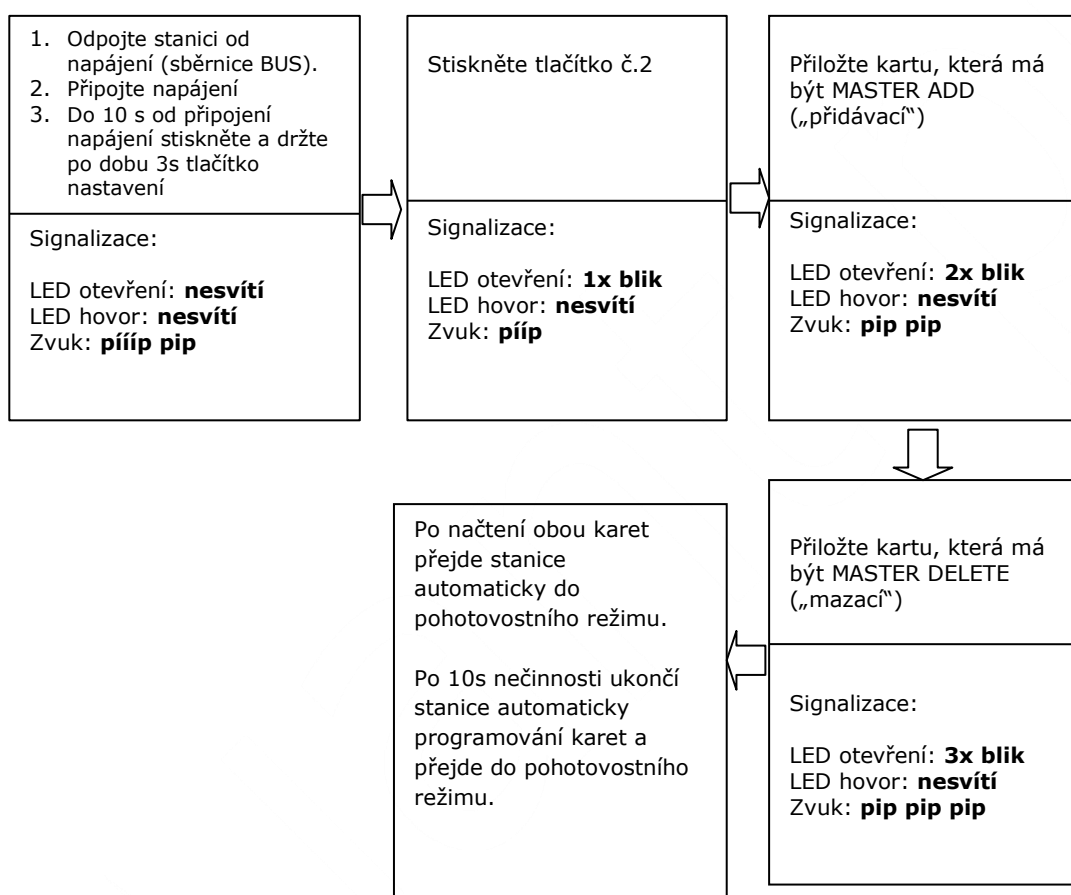 1. Odpojte stanici od
napájení (sběrnice BUS).
2. Připojte napájení
3. Do 10 s od připojení
napájení stiskněte a držte
po dobu 3s tlačítko
nastavení
Signalizace:
LED otevření: nesvítí
LED hovor: nesvítí
Zvuk: píííp pip
Stiskněte tlačítko č.2
Signalizace:
LED otevření: 1x blik
LED hovor: nesvítí
Zvuk: pííp
Přiložte kartu, která má
být MASTER ADD
(„přidávací“)
Signalizace:
LED otevření: 2x blik
LED hovor: nesvítí
Zvuk: pip pip
Přiložte kartu, která má
být MASTER DELETE
(„mazací“)
Signalizace:
LED otevření: 3x blik
LED hovor: nesvítí
Zvuk: pip pip pip
Po načtení obou karet
přejde stanice
automaticky do
pohotovostního režimu.
Po 10s nečinnosti ukončí
stanice automaticky
programování karet a
přejde do pohotovostního
režimu.